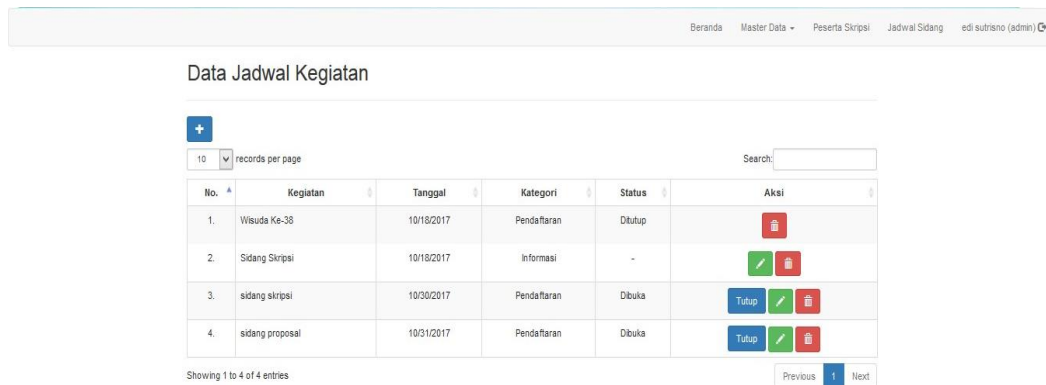 Beranda Master Data Peserta Skripsi Jadwal Sidang edi sutrisno (admin)
Data Jadwal Kegiatan
+
10 records per page Search:
No. Kegiatan Tanggal Kategori Status Aksi
1. Wisuda Ke-38 10/18/2017 Pendaftaran Ditutup
2. Sidang Skripsi 10/18/2017 Informasi -
3. sidang skripsi 10/30/2017 Pendaftaran Dibuka Tutup
4. sidang proposal 10/31/2017 Pendaftaran Dibuka Tutup
Showing 1 to 4 of 4 entries Previous 1 Next